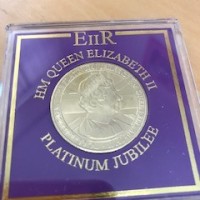 EIIR
HM QUEEN ELIZABETH II
PLATINUM JUBILEE